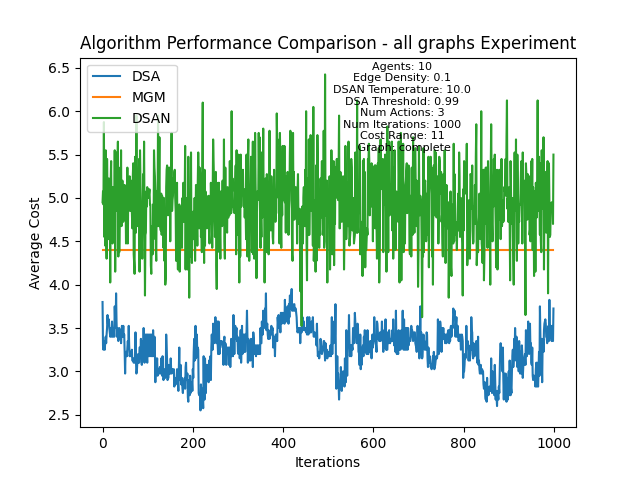 Algorithm Performance Comparison - all graphs Experiment
DSA
MGM
DSAN
Agents: 10
Edge Density: 0.1
DSAN Temperature: 10.0
DSA Threshold: 0.99
Num Actions: 3
Num Iterations: 1000
Cost Range: 11
Graph: complete
Average Cost
6.5
6.0
5.5
5.0
4.5
4.0
3.5
3.0
2.5
0
200
400
600
800
1000
Iterations